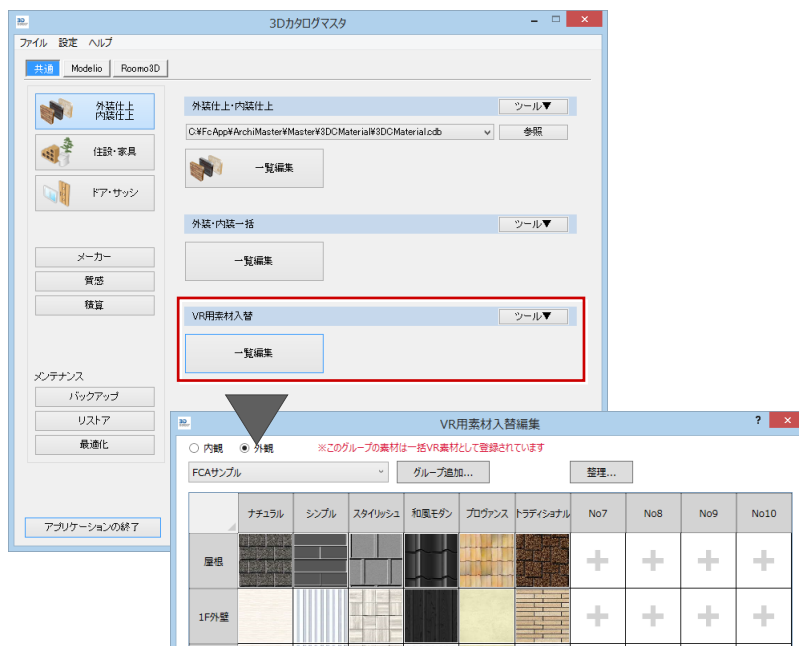 3Dカタログマスタ
ファイル 設定 ヘルプ
共通 Modelio Roomo3D
外装仕上
内装仕上
住設・家具
ドア・サッシ
メーカー
質感
積算
メンテナンス
バックアップ
リストア
最適化
アプリケーションの終了
外装仕上・内装仕上 ツール▼
C:¥FcApp¥ArchiMaster¥Master¥3DCMaterial¥3DCMaterial.cdb 参照
一覧編集
外装・内装一括 ツール▼
一覧編集
VR用素材入替 ツール▼
一覧編集
VR用素材入替編集 ?
内観 外観 ※このグループの素材は一括VR素材として登録されています
FCAサンプル グループ追加... 整理...
ナチュラル シンプル スタイリッシュ 和風モダン プロヴァンス トラディショナル No7 No8 No9 No10
屋根
1F外壁